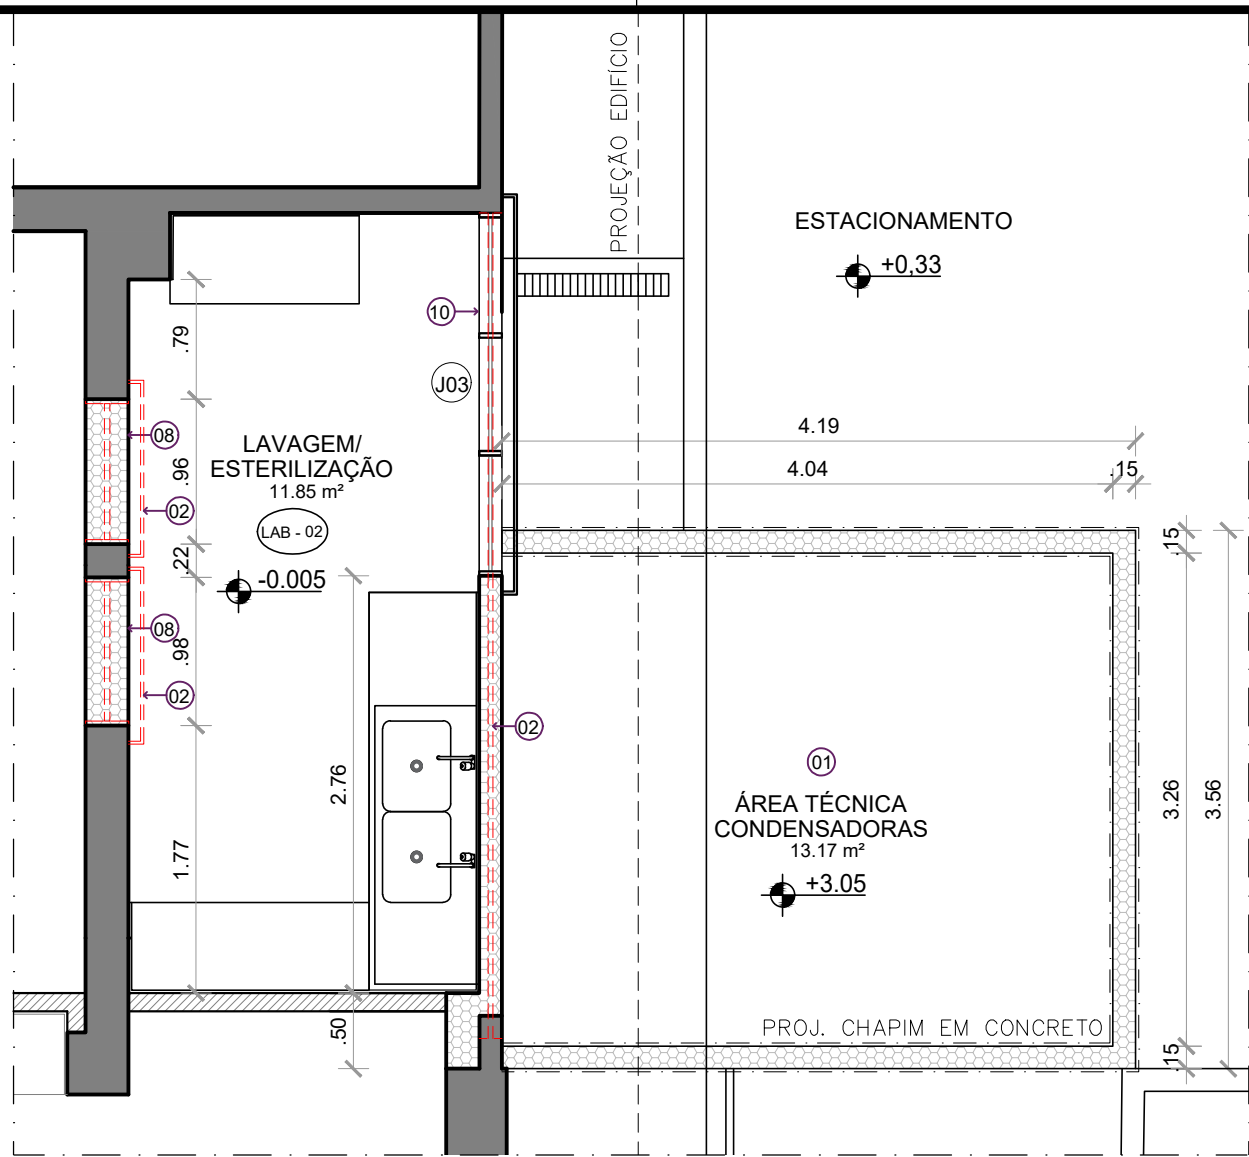 PROJEÇÃO EDIFÍCIO
ESTACIONAMENTO
+0,33
10
J03
.79
08
.96
02
.22
LAVAGEM/
ESTERILIZAÇÃO
11.85 m²
LAB - 02
-0.005
4.19
4.04
.15
.15
08
.98
02
02
2.76
1.77
.50
01
ÁREA TÉCNICA
CONDENSADORAS
13.17 m²
+3.05
3.26
3.56
PROJ. CHAPIM EM CONCRETO
.15